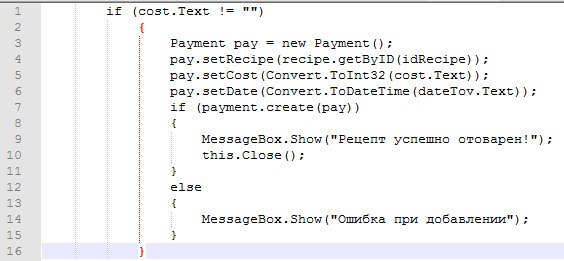 1 if (cost.Text != "")
2 {
3 Payment pay = new Payment();
4 pay.setRecipe(recipe.getByID(idRecipe));
5 pay.setCost(Convert.ToInt32(cost.Text));
6 pay.setDate(Convert.ToDateTime(dateTov.Text));
7 if (payment.create(pay))
8 {
9 MessageBox.Show("Рецепт успешно отоварен!");
10 this.Close();
11 }
12 else
13 {
14 MessageBox.Show("Ошибка при добавлении");
15 }
16 }